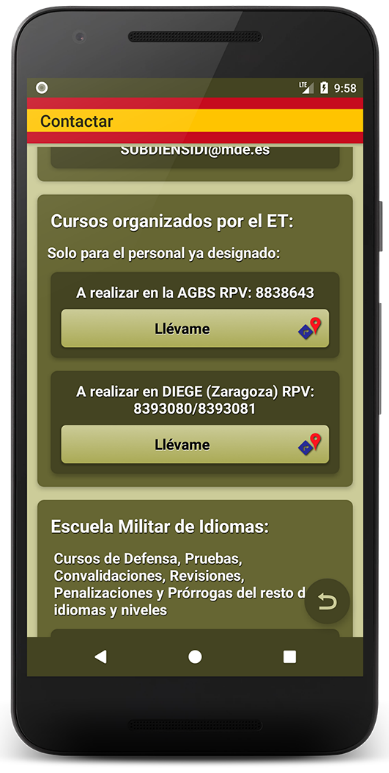 LTE 9:58
Contactar
SUBDIENSIDI@mde.es
Cursos organizados por el ET:
Solo para el personal ya designado:
A realizar en la AGBS RPV: 8838643
Llévame
A realizar en DIEGE (Zaragoza) RPV:
8393080/8393081
Llévame
Escuela Militar de Idiomas:
Cursos de Defensa, Pruebas,
Convalidaciones, Revisiones,
Penalizaciones y Prórrogas del resto d
idiomas y niveles